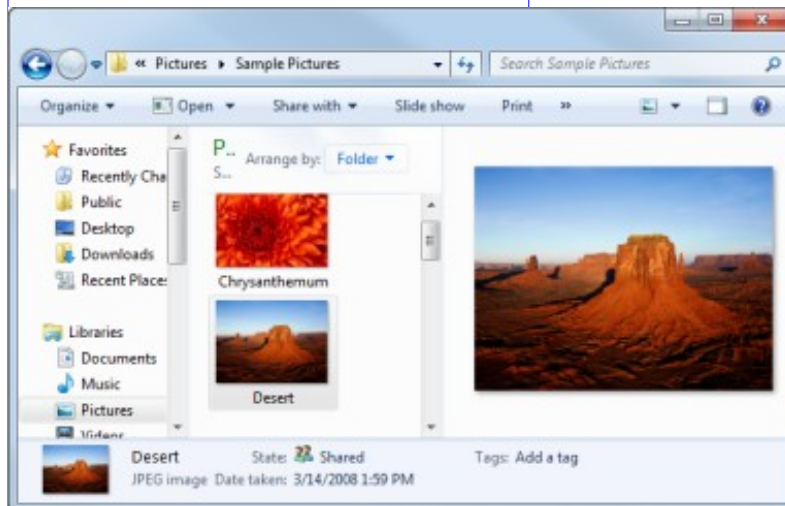 « Pictures ▸ Sample Pictures
Search Sample Pictures
Organize Open Share with Slide show Print »
Favorites
Recently Cha
Public
Desktop
Downloads
Recent Places
Libraries
Documents
Music
Pictures
Videos
P...
S...
Arrange by: Folder
Chrysanthemum
Desert
Desert State: Shared Tags: Add a tag
JPEG image Date taken: 3/14/2008 1:59 PM